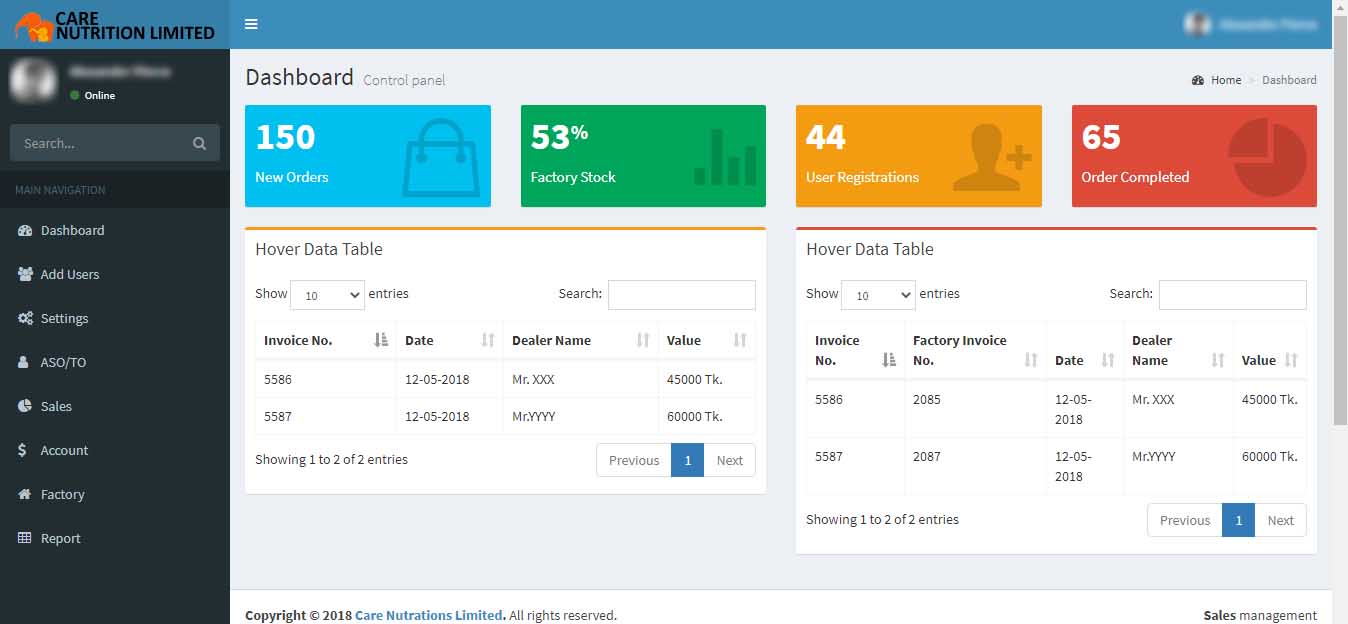 CARE
NUTRITION LIMITED
Online
Search...
MAIN NAVIGATION
Dashboard
Add Users
Settings
ASO/TO
Sales
Account
Factory
Report
Dashboard Control panel
Home > Dashboard
150
New Orders
53%
Factory Stock
44
User Registrations
65
Order Completed
Hover Data Table
Show 10 entries Search:
Invoice No. Date Dealer Name Value
5586 12-05-2018 Mr. XXX 45000 Tk.
5587 12-05-2018 Mr.YYYY 60000 Tk.
Showing 1 to 2 of 2 entries
Previous 1 Next
Hover Data Table
Show 10 entries Search:
Invoice Factory Invoice Dealer
No. No. Date Name Value
5586 2085 12-05- Mr. XXX 45000 Tk.
2018
5587 2087 12-05- Mr.YYYY 60000 Tk.
2018
Showing 1 to 2 of 2 entries
Previous 1 Next
Copyright © 2018 Care Nutrations Limited. All rights reserved.
Sales management